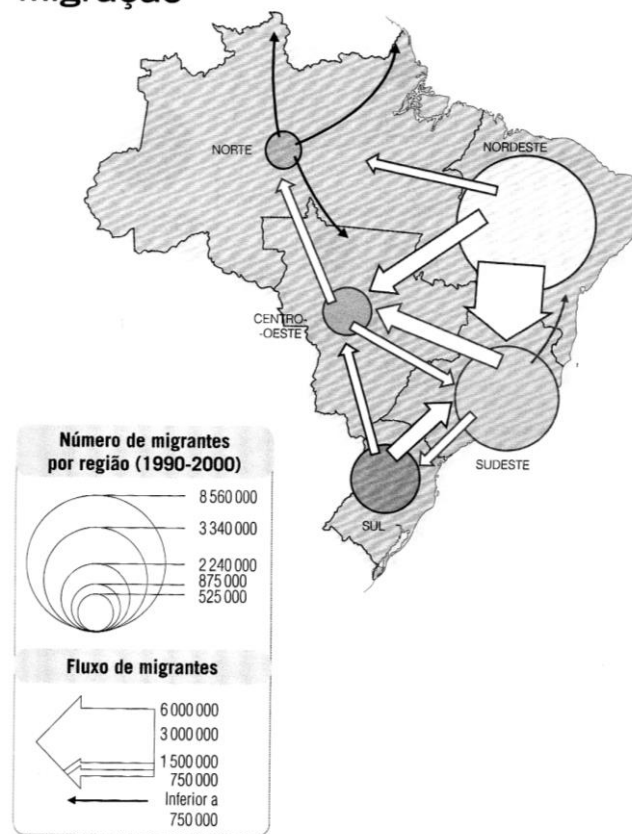 migração
NORTE
NORDESTE
CENTRO-
-OESTE
SUDESTE
SUL
Número de migrantes
por região (1990-2000)
8 560 000
3 340 000
2 240 000
875 000
525 000
Fluxo de migrantes
6 000 000
3 000 000
1 500 000
750 000
Inferior a
750 000